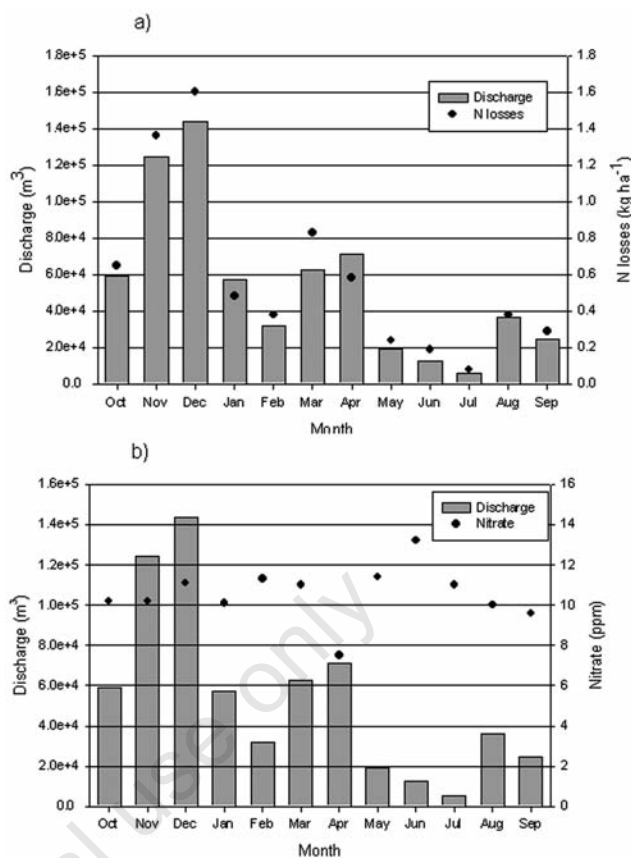 a)
1.8e+5 1.8
1.6e+5 1.6
1.4e+5 1.4
1.2e+5 1.2
1.0e+5 1.0
8.0e+4 0.8
6.0e+4 0.6
4.0e+4 0.4
2.0e+4 0.2
0.0 0.0
Discharge (m³)
N losses (kg ha⁻¹)
Discharge
N losses
Oct Nov Dec Jan Feb Mar Apr May Jun Jul Aug Sep
Month
b)
1.6e+5 16
1.4e+5 14
1.2e+5 12
1.0e+5 10
8.0e+4 8
6.0e+4 6
4.0e+4 4
2.0e+4 2
0.0 0
Discharge (m³)
Nitrate (ppm)
Discharge
Nitrate
Oct Nov Dec Jan Feb Mar Apr May Jun Jul Aug Sep
Month
al use only